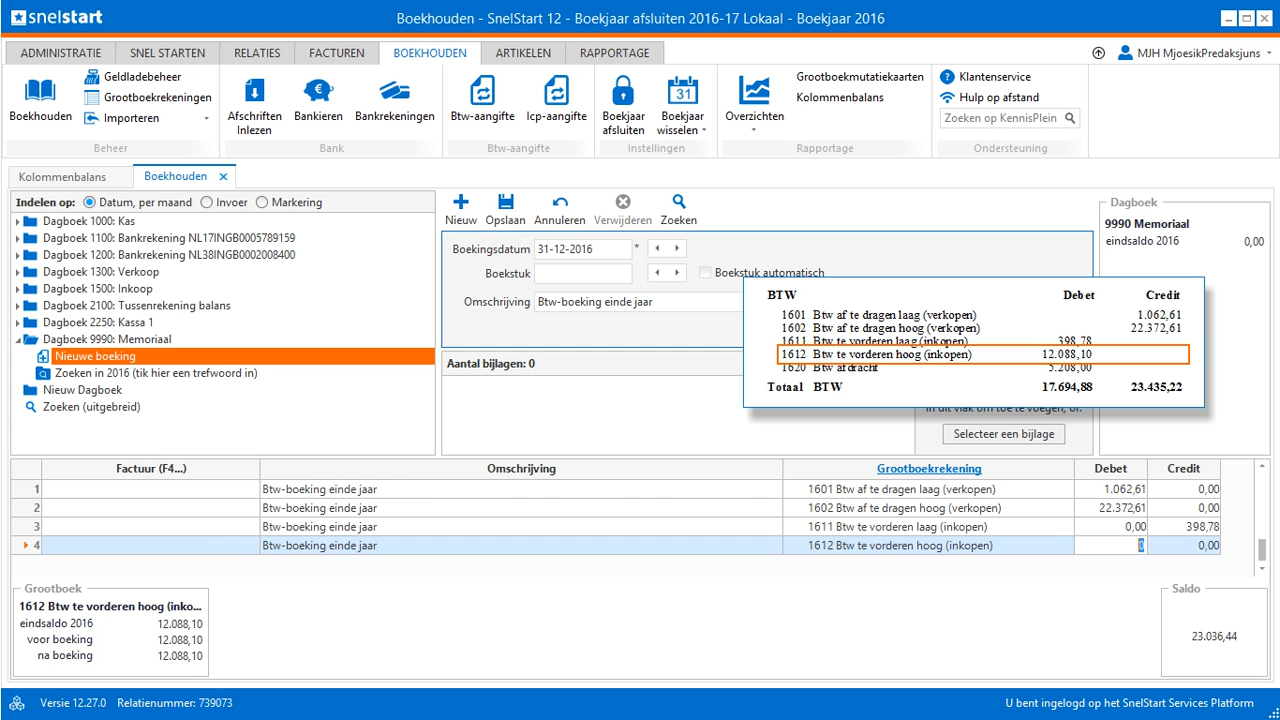 snelstart
Boekhouden - SnelStart 12 - Boekjaar afsluiten 2016-17 Lokaal - Boekjaar 2016
ADMINISTRATIE SNEL STARTEN RELATIES FACTUREN BOEKHOUDEN ARTIKELEN RAPPORTAGE
MJH MjoesikPredaksjuns
Boekhouden
Geldladebeheer
Grootboekrekeningen
Importeren
Beheer
Afschriften Inlezen
Bankieren
Bankrekeningen
Bank
Btw-aangifte
Icp-aangifte
Btw-aangifte
Boekjaar afsluiten
Boekjaar wisselen
31
Instellingen
Overzichten
Grootboekmutatiekaarten
Kolommenbalans
Rapportage
Klantenservice
Hulp op afstand
Zoeken op KennisPlein
Ondersteuning
Kolommenbalans Boekhouden
Indelen op: Datum, per maand Invoer Markering
Dagboek 1000: Kas
Dagboek 1100: Bankrekening NL17INGB0005789159
Dagboek 1200: Bankrekening NL38INGB0002008400
Dagboek 1300: Verkoop
Dagboek 1500: Inkoop
Dagboek 2100: Tussenrekening balans
Dagboek 2250: Kassa 1
Dagboek 9990: Memoriaal
Nieuwe boeking
Zoeken in 2016 (tik hier een trefwoord in)
Nieuw Dagboek
Zoeken (uitgebreid)
Nieuw Opslaan Annuleren Verwijderen Zoeken
Boekingsdatum 31-12-2016 *
Boekstuk Boekstuk automatisch
Omschrijving Btw-boeking einde jaar
Aantal bijlagen: 0
in dit vlak om toe te voegen, of:
Selecteer een bijlage
Dagboek
9990 Memoriaal
eindsaldo 2016 0,00
BTW Debet Credit
1601 Btw af te dragen laag (verkopen) 1.062,61
1602 Btw af te dragen hoog (verkopen) 22.372,61
1611 Btw te vorderen laag (inkopen) 398,78
1612 Btw te vorderen hoog (inkopen) 12.088,10
1620 Btw afdracht 5.208,00
Totaal BTW 17.694,88 23.435,22
Factuur (F4...) Omschrijving Grootboekrekening Debet Credit
1 Btw-boeking einde jaar 1601 Btw af te dragen laag (verkopen) 1.062,61 0,00
2 Btw-boeking einde jaar 1602 Btw af te dragen hoog (verkopen) 22.372,61 0,00
3 Btw-boeking einde jaar 1611 Btw te vorderen laag (inkopen) 0,00 398,78
4 Btw-boeking einde jaar 1612 Btw te vorderen hoog (inkopen) 0 0,00
Grootboek
1612 Btw te vorderen hoog (inko...
eindsaldo 2016 12.088,10
voor boeking 12.088,10
na boeking 12.088,10
Saldo
23.036,44
Versie 12.27.0 Relatienummer: 739073
U bent ingelogd op het SnelStart Services Platform